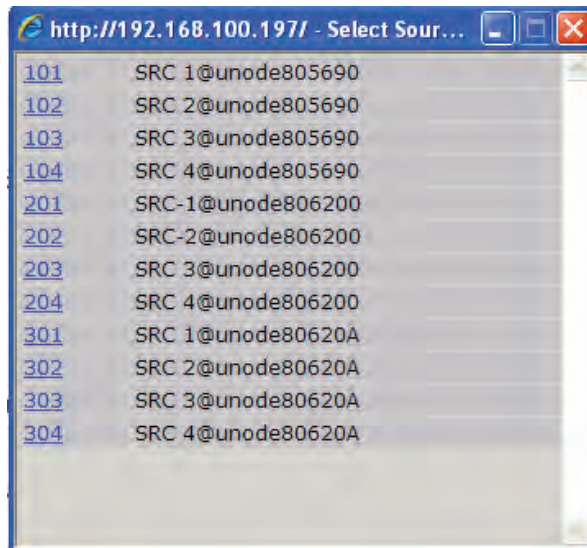 http://192.168.100.197/ - Select Sour...
101 SRC 1@unode805690
102 SRC 2@unode805690
103 SRC 3@unode805690
104 SRC 4@unode805690
201 SRC-1@unode806200
202 SRC-2@unode806200
203 SRC 3@unode806200
204 SRC 4@unode806200
301 SRC 1@unode80620A
302 SRC 2@unode80620A
303 SRC 3@unode80620A
304 SRC 4@unode80620A